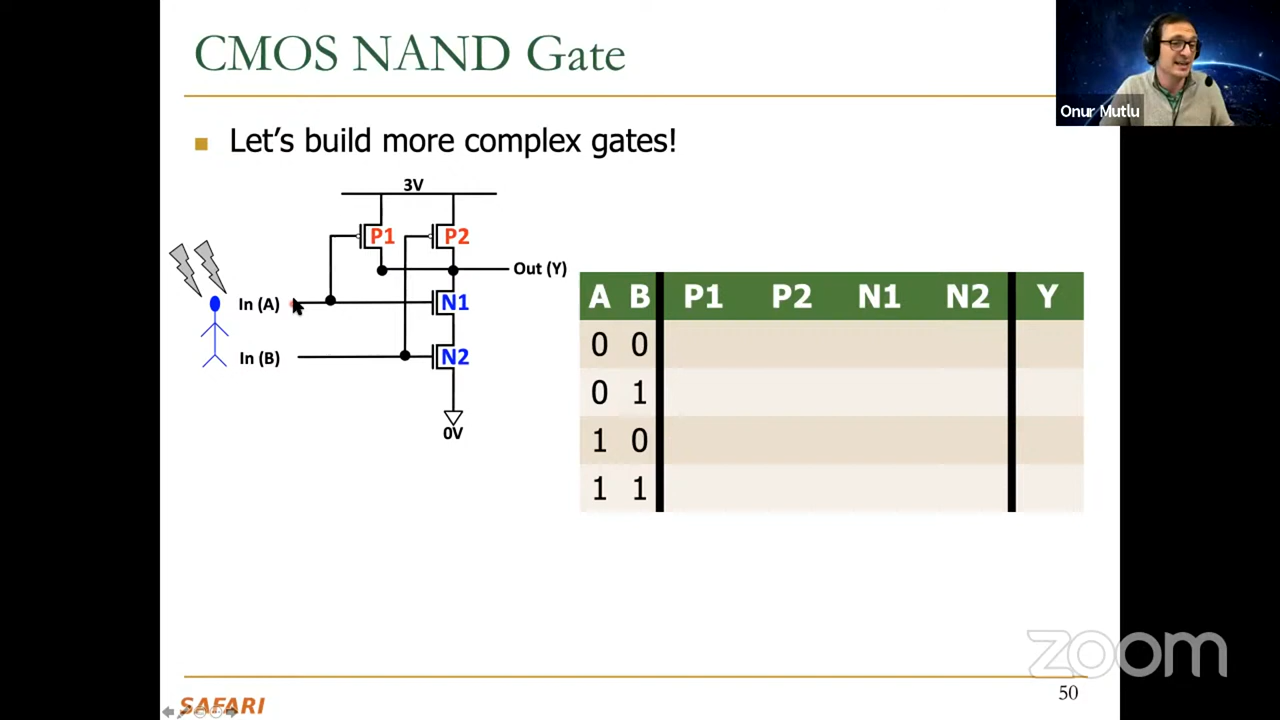 CMOS NAND Gate
Onur Mutlu
Let's build more complex gates!
3V
P1 P2
Out (Y)
In (A) N1
In (B) N2
0V
A B P1 P2 N1 N2 Y
0 0
0 1
1 0
1 1
zoom
SAFARI
50